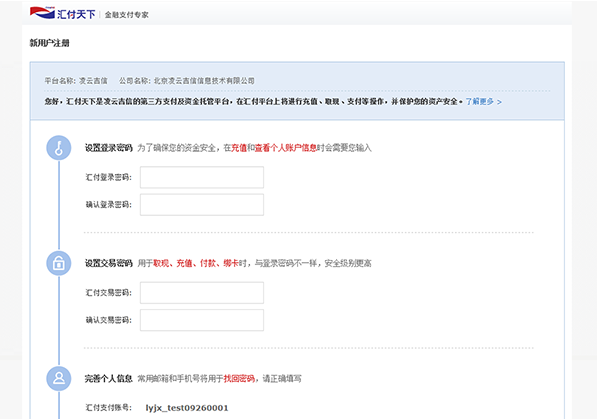 汇付天下 金融支付专家
新用户注册
平台名称: 凌云吉信 公司名称: 北京凌云吉信信息技术有限公司
您好，汇付天下是凌云吉信的第三方支付及资金托管平台，在汇付平台上将进行充值、取现、支付等操作，并保护您的资产安全。了解更多 >
设置登录密码 为了确保您的资金安全，在充值和查看个人账户信息时会需要您输入
汇付登录密码:
确认登录密码:
设置交易密码 用于取现、充值、付款、绑卡时，与登录密码不一样，安全级别更高
汇付交易密码:
确认交易密码:
完善个人信息 常用邮箱和手机号将用于找回密码，请正确填写
汇付支付账号: lyjx_test09260001